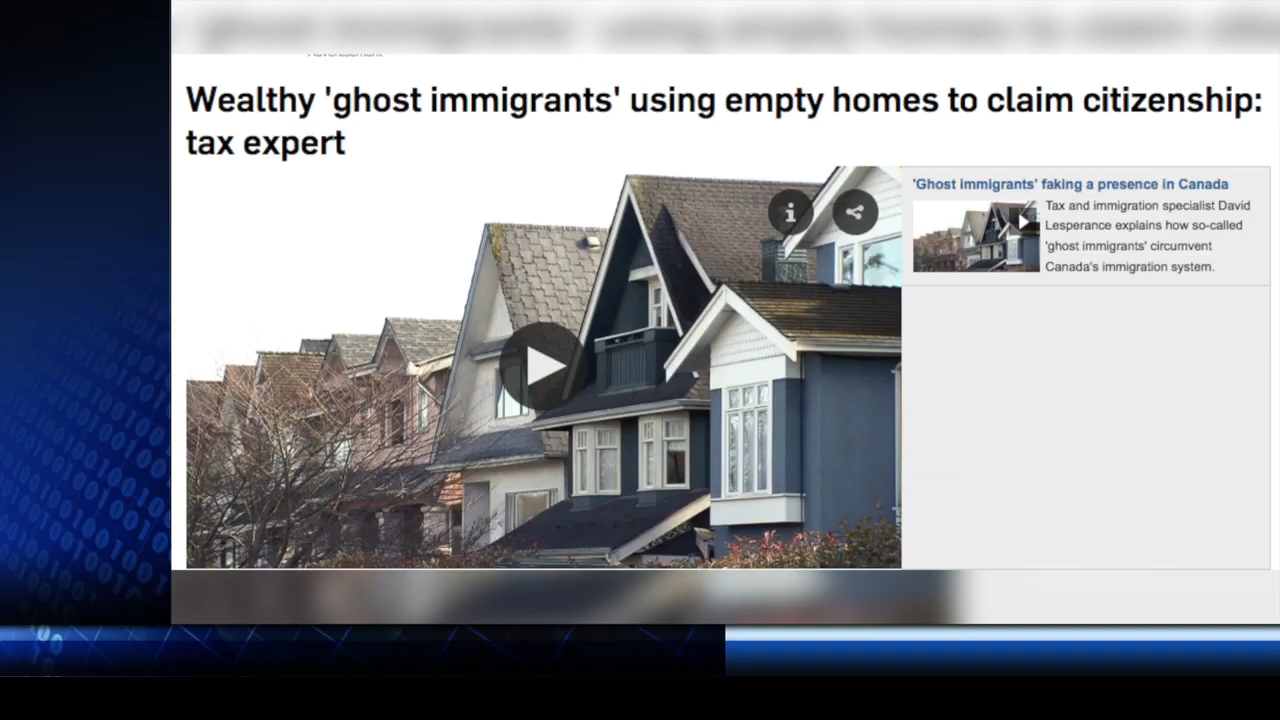 Wealthy 'ghost immigrants' using empty homes to claim citizenship:
tax expert
'Ghost immigrants' faking a presence in Canada
Tax and immigration specialist David
Lesperance explains how so-called
'ghost immigrants' circumvent
Canada's immigration system.